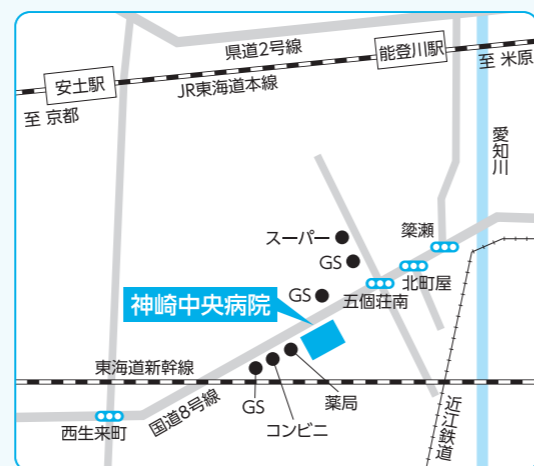 県道2号線
能登川駅
至 米原
安土駅
JR東海道本線
至 京都
愛知川
スーパー
簗瀬
GS
北町屋
GS
五個荘南
神崎中央病院
東海道新幹線
国道8号線
GS
薬局
コンビニ
西生来町
近江鉄道